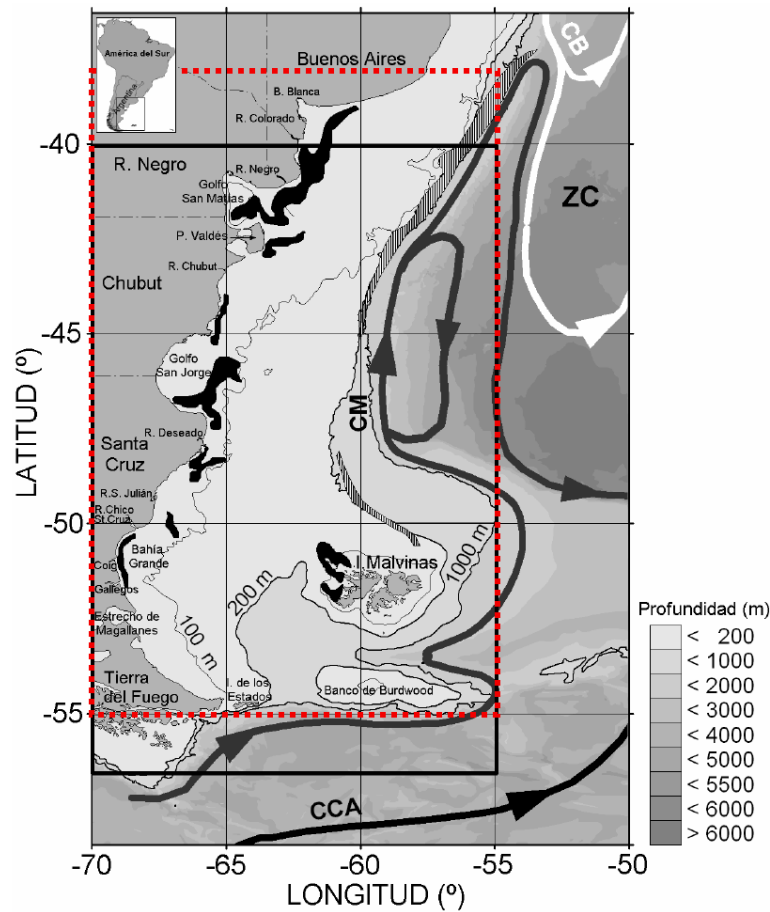 América del Sur
Argentina
Buenos Aires
CB
B. Blanca
R. Colorado
-40
R. Negro
R. Negro
Golfo
San Matías
ZC
P. Valdés
R. Chubut
Chubut
-45
Golfo
San Jorge
CM
R. Deseado
Santa
Cruz
R.S. Julián
R.Chico
St.Cruz
-50
Bahía
Grande
Coig
I.Malvinas
1000 m
Gallegos
200 m
Estrecho de
Magallanes
100 m
Tierra
del Fuego
I. de los
Estados
Banco de Burdwood
-55
CCA
-70
-65
-60
-55
-50
LATITUD (º)
LONGITUD (º)
Profundidad (m)
< 200
< 1000
< 2000
< 3000
< 4000
< 5000
< 5500
< 6000
> 6000